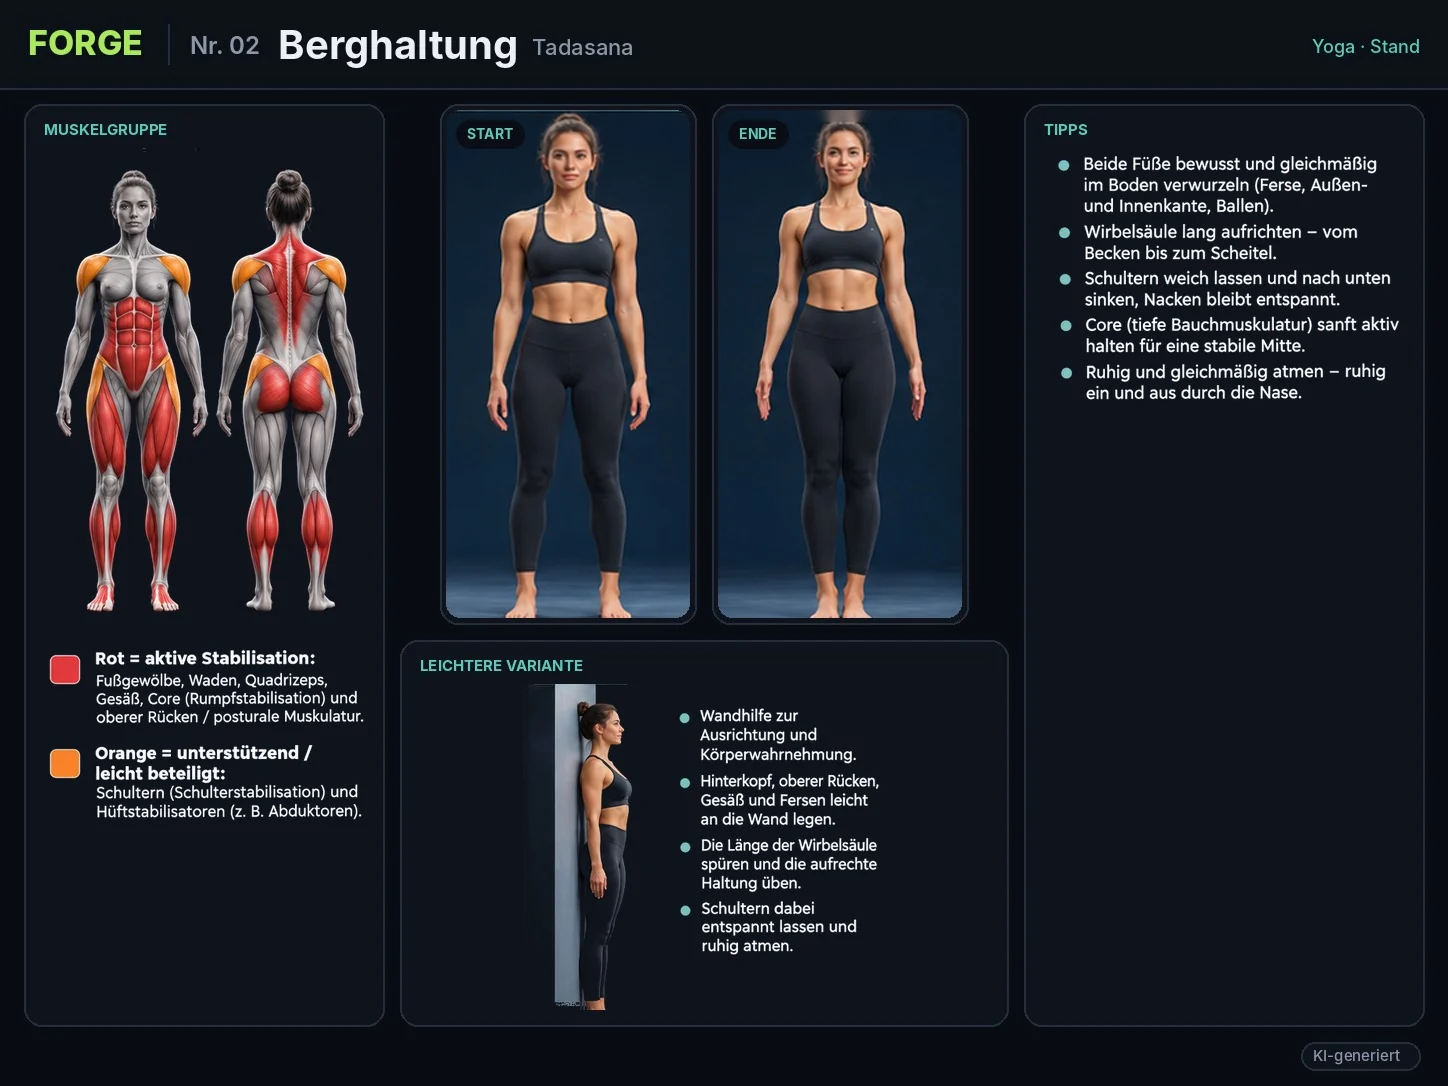 FORGE
Nr. 02
Berghaltung
Tadasana
Yoga · Stand
MUSKELGRUPPE
Rot = aktive Stabilisation:
Fußgewölbe, Waden, Quadrizeps,
Gesäß, Core (Rumpfstabilisation) und
oberer Rücken / posturale Muskulatur.
Orange = unterstützend /
leicht beteiligt:
Schultern (Schulterstabilisation) und
Hüftstabilisatoren (z. B. Abduktoren).
START
ENDE
LEICHTERE VARIANTE
Wandhilfe zur
Ausrichtung und
Körperwahrnehmung.
Hinterkopf, oberer Rücken,
Gesäß und Fersen leicht
an die Wand legen.
Die Länge der Wirbelsäule
spüren und die aufrechte
Haltung üben.
Schultern dabei
entspannt lassen und
ruhig atmen.
TIPPS
Beide Füße bewusst und gleichmäßig
im Boden verwurzeln (Ferse, Außen-
und Innenkante, Ballen).
Wirbelsäule lang aufrichten – vom
Becken bis zum Scheitel.
Schultern weich lassen und nach unten
sinken, Nacken bleibt entspannt.
Core (tiefe Bauchmuskulatur) sanft aktiv
halten für eine stabile Mitte.
Ruhig und gleichmäßig atmen – ruhig
ein und aus durch die Nase.
KI-generiert